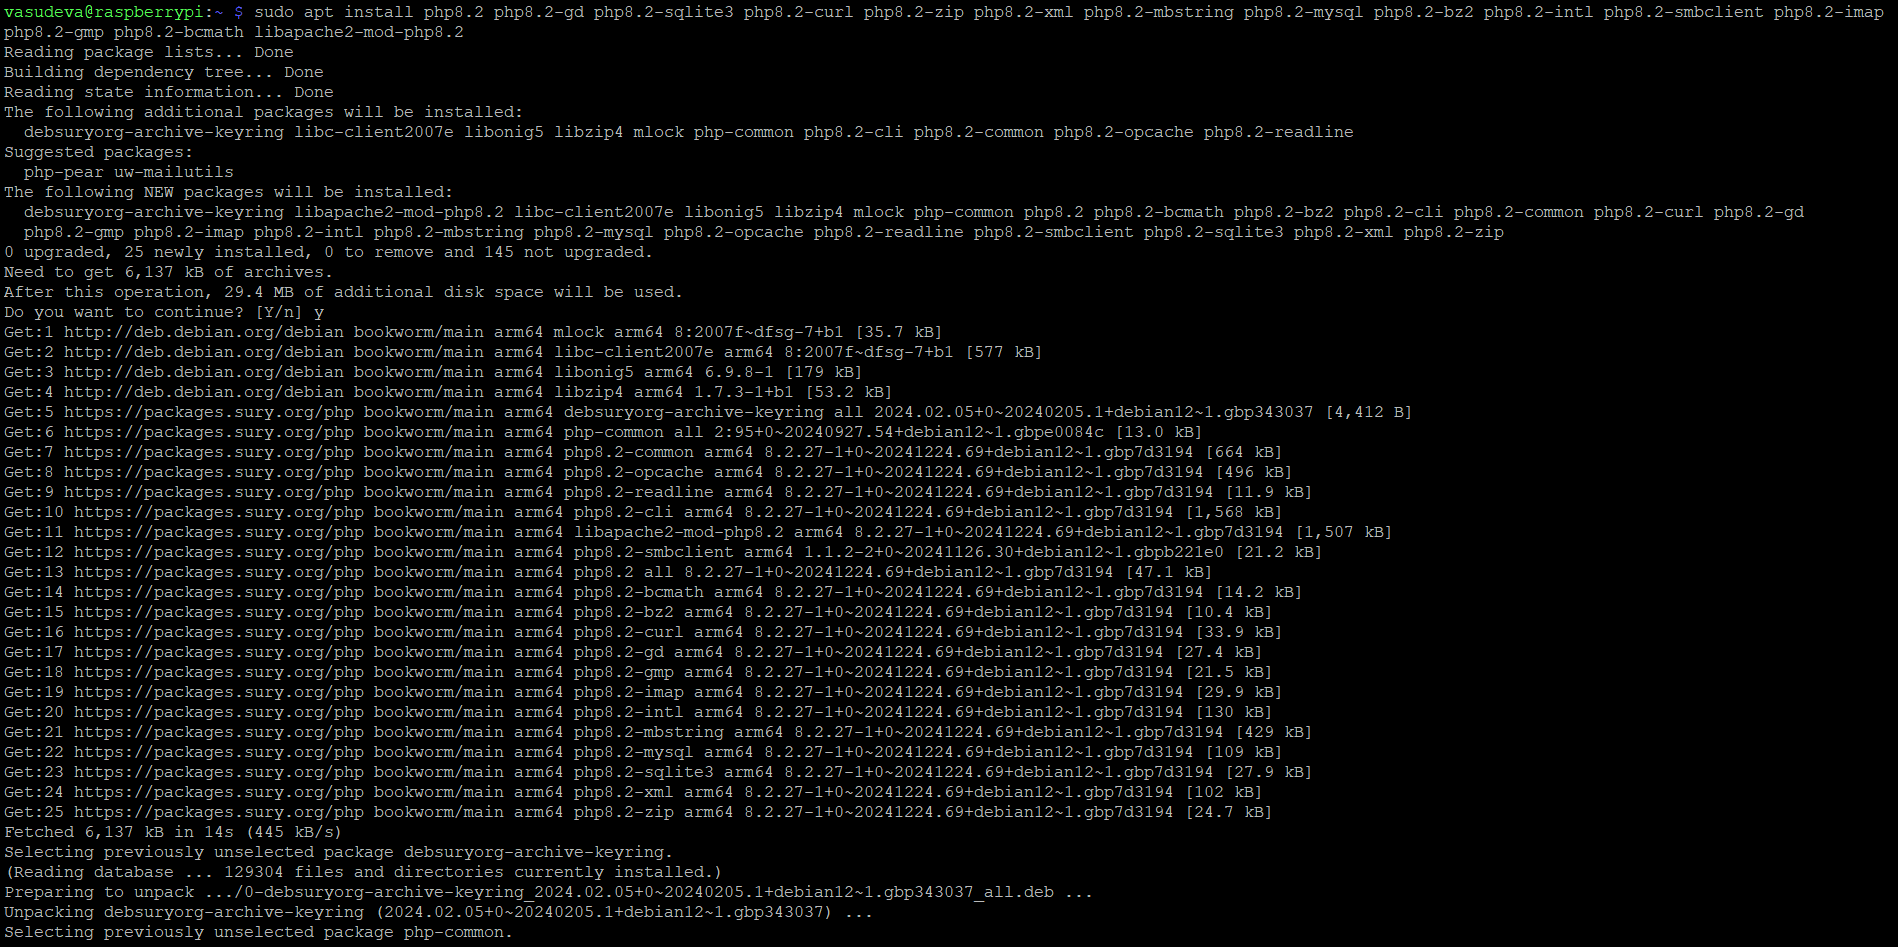 vasudeva@raspberrypi:~ $ sudo apt install php8.2 php8.2-gd php8.2-sqlite3 php8.2-curl php8.2-zip php8.2-xml php8.2-mbstring php8.2-mysql php8.2-bz2 php8.2-intl php8.2-smbclient php8.2-imap
php8.2-gmp php8.2-bcmath libapache2-mod-php8.2
Reading package lists... Done
Building dependency tree... Done
Reading state information... Done
The following additional packages will be installed:
  debsuryorg-archive-keyring libc-client2007e libonig5 libzip4 mlock php-common php8.2-cli php8.2-common php8.2-opcache php8.2-readline
Suggested packages:
  php-pear uw-mailutils
The following NEW packages will be installed:
  debsuryorg-archive-keyring libapache2-mod-php8.2 libc-client2007e libonig5 libzip4 mlock php-common php8.2 php8.2-bcmath php8.2-bz2 php8.2-cli php8.2-common php8.2-curl php8.2-gd
  php8.2-gmp php8.2-imap php8.2-intl php8.2-mbstring php8.2-mysql php8.2-opcache php8.2-readline php8.2-smbclient php8.2-sqlite3 php8.2-xml php8.2-zip
0 upgraded, 25 newly installed, 0 to remove and 145 not upgraded.
Need to get 6,137 kB of archives.
After this operation, 29.4 MB of additional disk space will be used.
Do you want to continue? [Y/n] y
Get:1 http://deb.debian.org/debian bookworm/main arm64 mlock arm64 8:2007f~dfsg-7+b1 [35.7 kB]
Get:2 http://deb.debian.org/debian bookworm/main arm64 libc-client2007e arm64 8:2007f~dfsg-7+b1 [577 kB]
Get:3 http://deb.debian.org/debian bookworm/main arm64 libonig5 arm64 6.9.8-1 [179 kB]
Get:4 http://deb.debian.org/debian bookworm/main arm64 libzip4 arm64 1.7.3-1+b1 [53.2 kB]
Get:5 https://packages.sury.org/php bookworm/main arm64 debsuryorg-archive-keyring all 2024.02.05+0~20240205.1+debian12~1.gbp343037 [4,412 B]
Get:6 https://packages.sury.org/php bookworm/main arm64 php-common all 2:95+0~20240927.54+debian12~1.gbpe0084c [13.0 kB]
Get:7 https://packages.sury.org/php bookworm/main arm64 php8.2-common arm64 8.2.27-1+0~20241224.69+debian12~1.gbp7d3194 [664 kB]
Get:8 https://packages.sury.org/php bookworm/main arm64 php8.2-opcache arm64 8.2.27-1+0~20241224.69+debian12~1.gbp7d3194 [496 kB]
Get:9 https://packages.sury.org/php bookworm/main arm64 php8.2-readline arm64 8.2.27-1+0~20241224.69+debian12~1.gbp7d3194 [11.9 kB]
Get:10 https://packages.sury.org/php bookworm/main arm64 php8.2-cli arm64 8.2.27-1+0~20241224.69+debian12~1.gbp7d3194 [1,568 kB]
Get:11 https://packages.sury.org/php bookworm/main arm64 libapache2-mod-php8.2 arm64 8.2.27-1+0~20241224.69+debian12~1.gbp7d3194 [1,507 kB]
Get:12 https://packages.sury.org/php bookworm/main arm64 php8.2-smbclient arm64 1.1.2-2+0~20241126.30+debian12~1.gbpb221e0 [21.2 kB]
Get:13 https://packages.sury.org/php bookworm/main arm64 php8.2 all 8.2.27-1+0~20241224.69+debian12~1.gbp7d3194 [47.1 kB]
Get:14 https://packages.sury.org/php bookworm/main arm64 php8.2-bcmath arm64 8.2.27-1+0~20241224.69+debian12~1.gbp7d3194 [14.2 kB]
Get:15 https://packages.sury.org/php bookworm/main arm64 php8.2-bz2 arm64 8.2.27-1+0~20241224.69+debian12~1.gbp7d3194 [10.4 kB]
Get:16 https://packages.sury.org/php bookworm/main arm64 php8.2-curl arm64 8.2.27-1+0~20241224.69+debian12~1.gbp7d3194 [33.9 kB]
Get:17 https://packages.sury.org/php bookworm/main arm64 php8.2-gd arm64 8.2.27-1+0~20241224.69+debian12~1.gbp7d3194 [27.4 kB]
Get:18 https://packages.sury.org/php bookworm/main arm64 php8.2-gmp arm64 8.2.27-1+0~20241224.69+debian12~1.gbp7d3194 [21.5 kB]
Get:19 https://packages.sury.org/php bookworm/main arm64 php8.2-imap arm64 8.2.27-1+0~20241224.69+debian12~1.gbp7d3194 [29.9 kB]
Get:20 https://packages.sury.org/php bookworm/main arm64 php8.2-intl arm64 8.2.27-1+0~20241224.69+debian12~1.gbp7d3194 [130 kB]
Get:21 https://packages.sury.org/php bookworm/main arm64 php8.2-mbstring arm64 8.2.27-1+0~20241224.69+debian12~1.gbp7d3194 [429 kB]
Get:22 https://packages.sury.org/php bookworm/main arm64 php8.2-mysql arm64 8.2.27-1+0~20241224.69+debian12~1.gbp7d3194 [109 kB]
Get:23 https://packages.sury.org/php bookworm/main arm64 php8.2-sqlite3 arm64 8.2.27-1+0~20241224.69+debian12~1.gbp7d3194 [27.9 kB]
Get:24 https://packages.sury.org/php bookworm/main arm64 php8.2-xml arm64 8.2.27-1+0~20241224.69+debian12~1.gbp7d3194 [102 kB]
Get:25 https://packages.sury.org/php bookworm/main arm64 php8.2-zip arm64 8.2.27-1+0~20241224.69+debian12~1.gbp7d3194 [24.7 kB]
Fetched 6,137 kB in 14s (445 kB/s)
Selecting previously unselected package debsuryorg-archive-keyring.
(Reading database ... 129304 files and directories currently installed.)
Preparing to unpack .../0-debsuryorg-archive-keyring_2024.02.05+0~20240205.1+debian12~1.gbp343037_all.deb ...
Unpacking debsuryorg-archive-keyring (2024.02.05+0~20240205.1+debian12~1.gbp343037) ...
Selecting previously unselected package php-common.